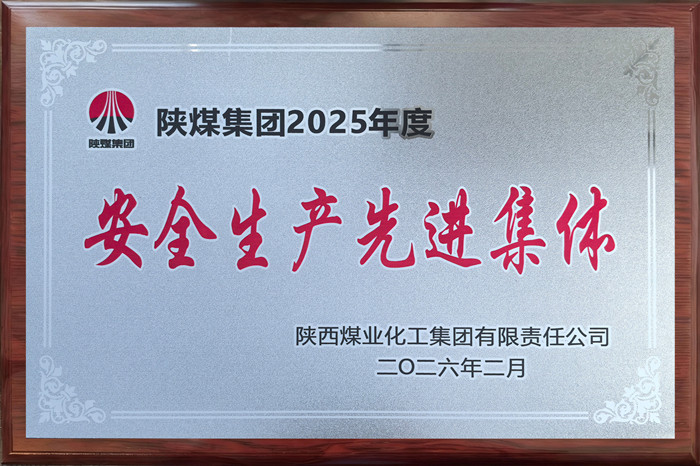 陕煤集团
陕煤集团2025年度
安全生产先进集体
陕西煤业化工集团有限责任公司
二〇二六年二月